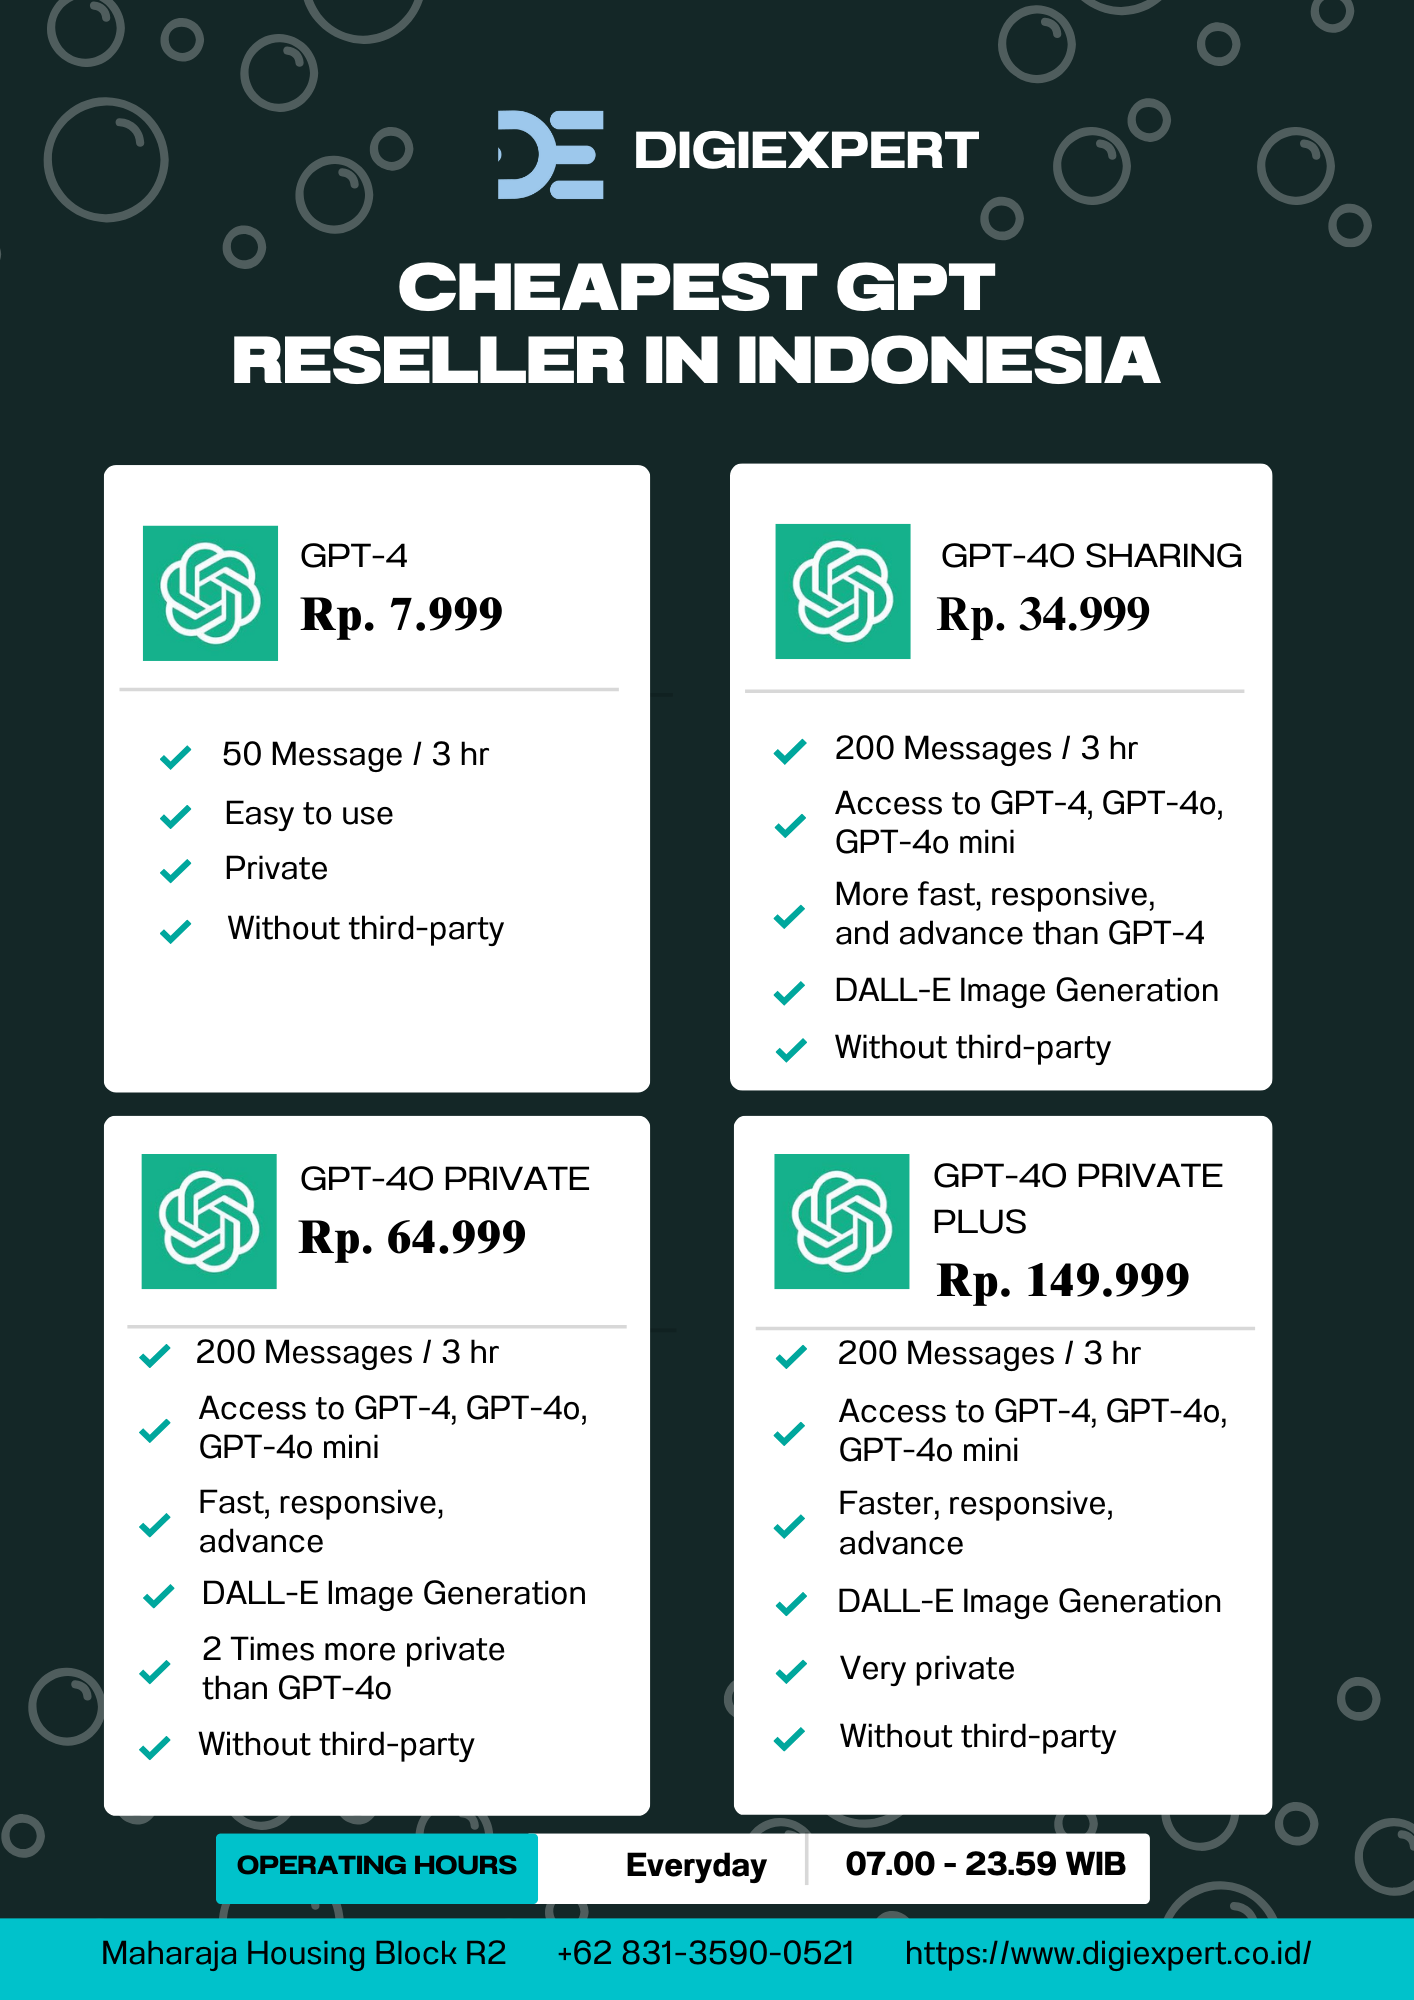 DE DIGIEXPERT
CHEAPEST GPT
RESELLER IN INDONESIA
GPT-4
Rp. 7.999
50 Message / 3 hr
Easy to use
Private
Without third-party
GPT-4O SHARING
Rp. 34.999
200 Messages / 3 hr
Access to GPT-4, GPT-4o,
GPT-4o mini
More fast, responsive,
and advance than GPT-4
DALL-E Image Generation
Without third-party
GPT-4O PRIVATE
Rp. 64.999
200 Messages / 3 hr
Access to GPT-4, GPT-4o,
GPT-4o mini
Fast, responsive,
advance
DALL-E Image Generation
2 Times more private
than GPT-4o
Without third-party
GPT-4O PRIVATE
PLUS
Rp. 149.999
200 Messages / 3 hr
Access to GPT-4, GPT-4o,
GPT-4o mini
Faster, responsive,
advance
DALL-E Image Generation
Very private
Without third-party
OPERATING HOURS Everyday 07.00 - 23.59 WIB
Maharaja Housing Block R2 +62 831-3590-0521 https://www.digiexpert.co.id/